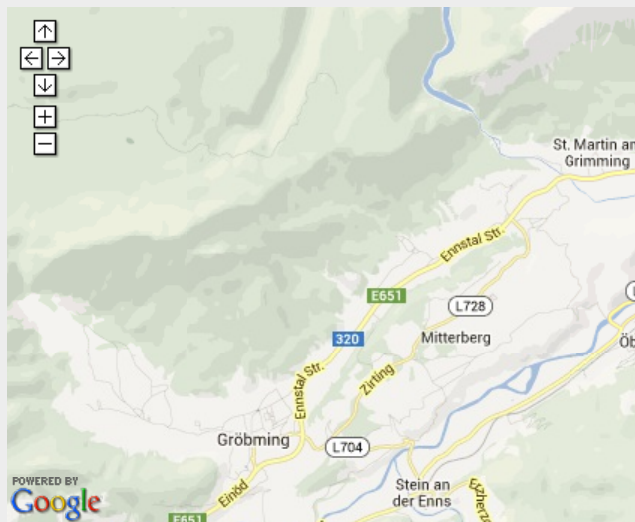 St. Martin am
Grimming
Ennstal Str.
E651
L728
320
Mitterberg
Ennstal Str.
Zirting
Gröbming
L704
Einöd
Stein an
der Enns
E651
POWERED BY
Google